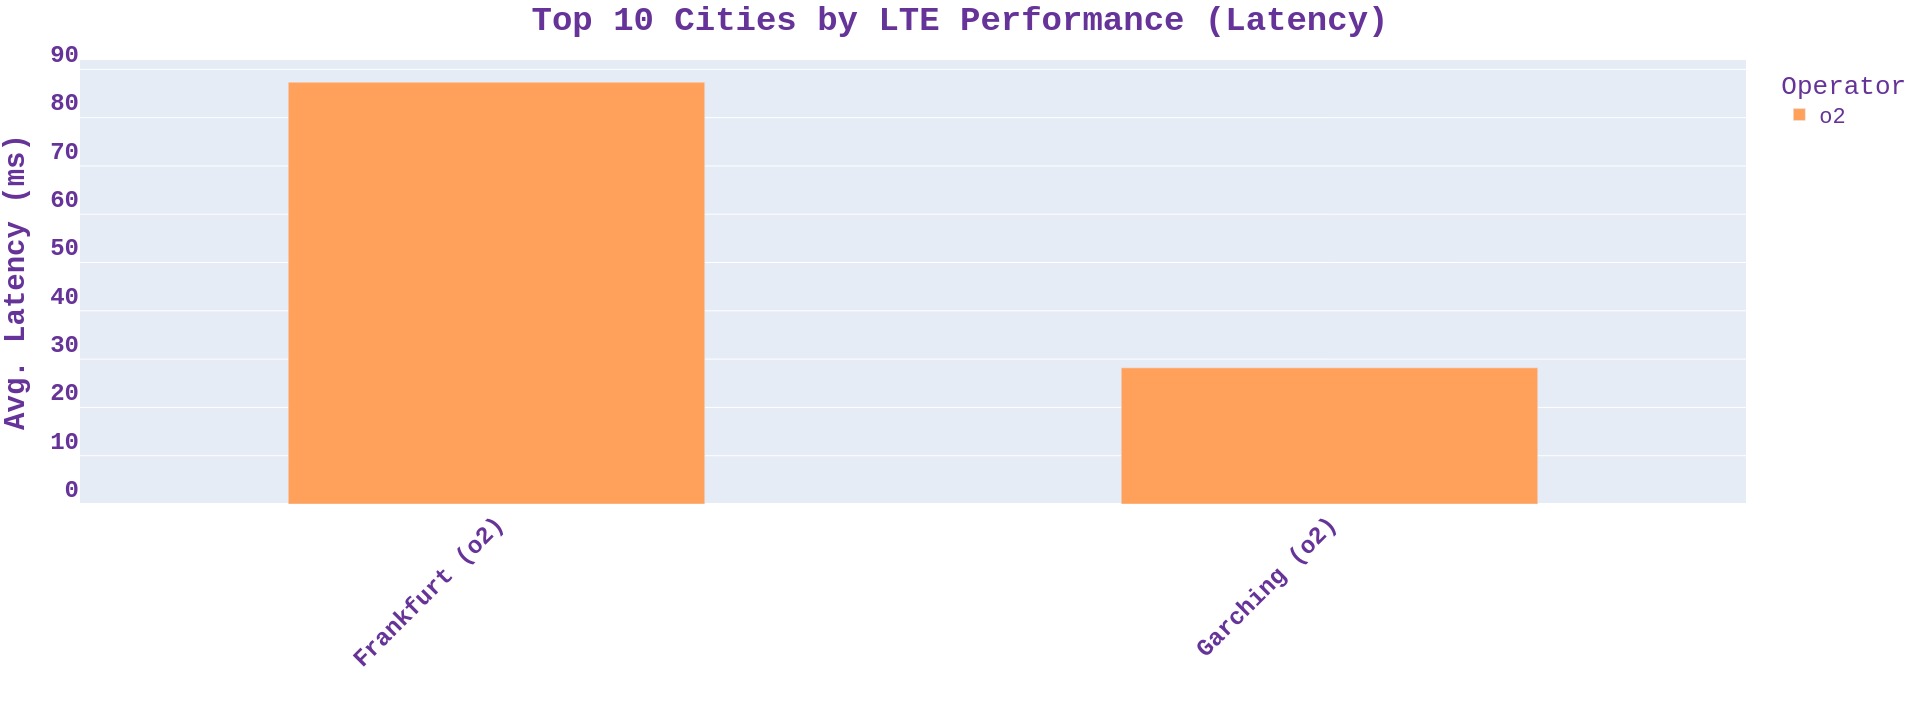 Top 10 Cities by LTE Performance (Latency)
Avg. Latency (ms)
90
80
70
60
50
40
30
20
10
0
Frankfurt (o2)
Garching (o2)
Operator
o2